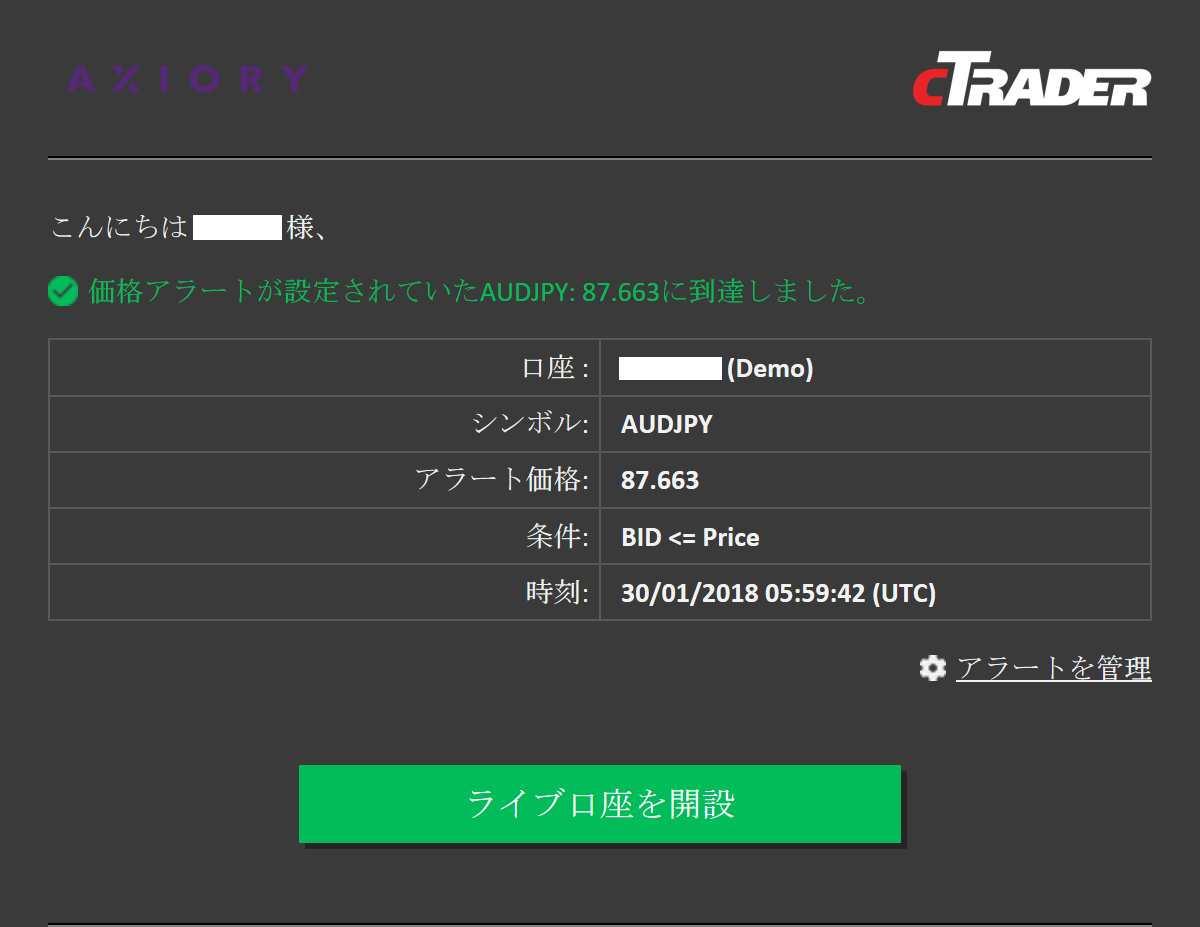 AXIORY
cTRADER
こんにちは 様、
価格アラートが設定されていたAUDJPY: 87.663に到達しました。
口座 : (Demo)
シンボル: AUDJPY
アラート価格: 87.663
条件: BID <= Price
時刻: 30/01/2018 05:59:42 (UTC)
アラートを管理
ライブ口座を開設